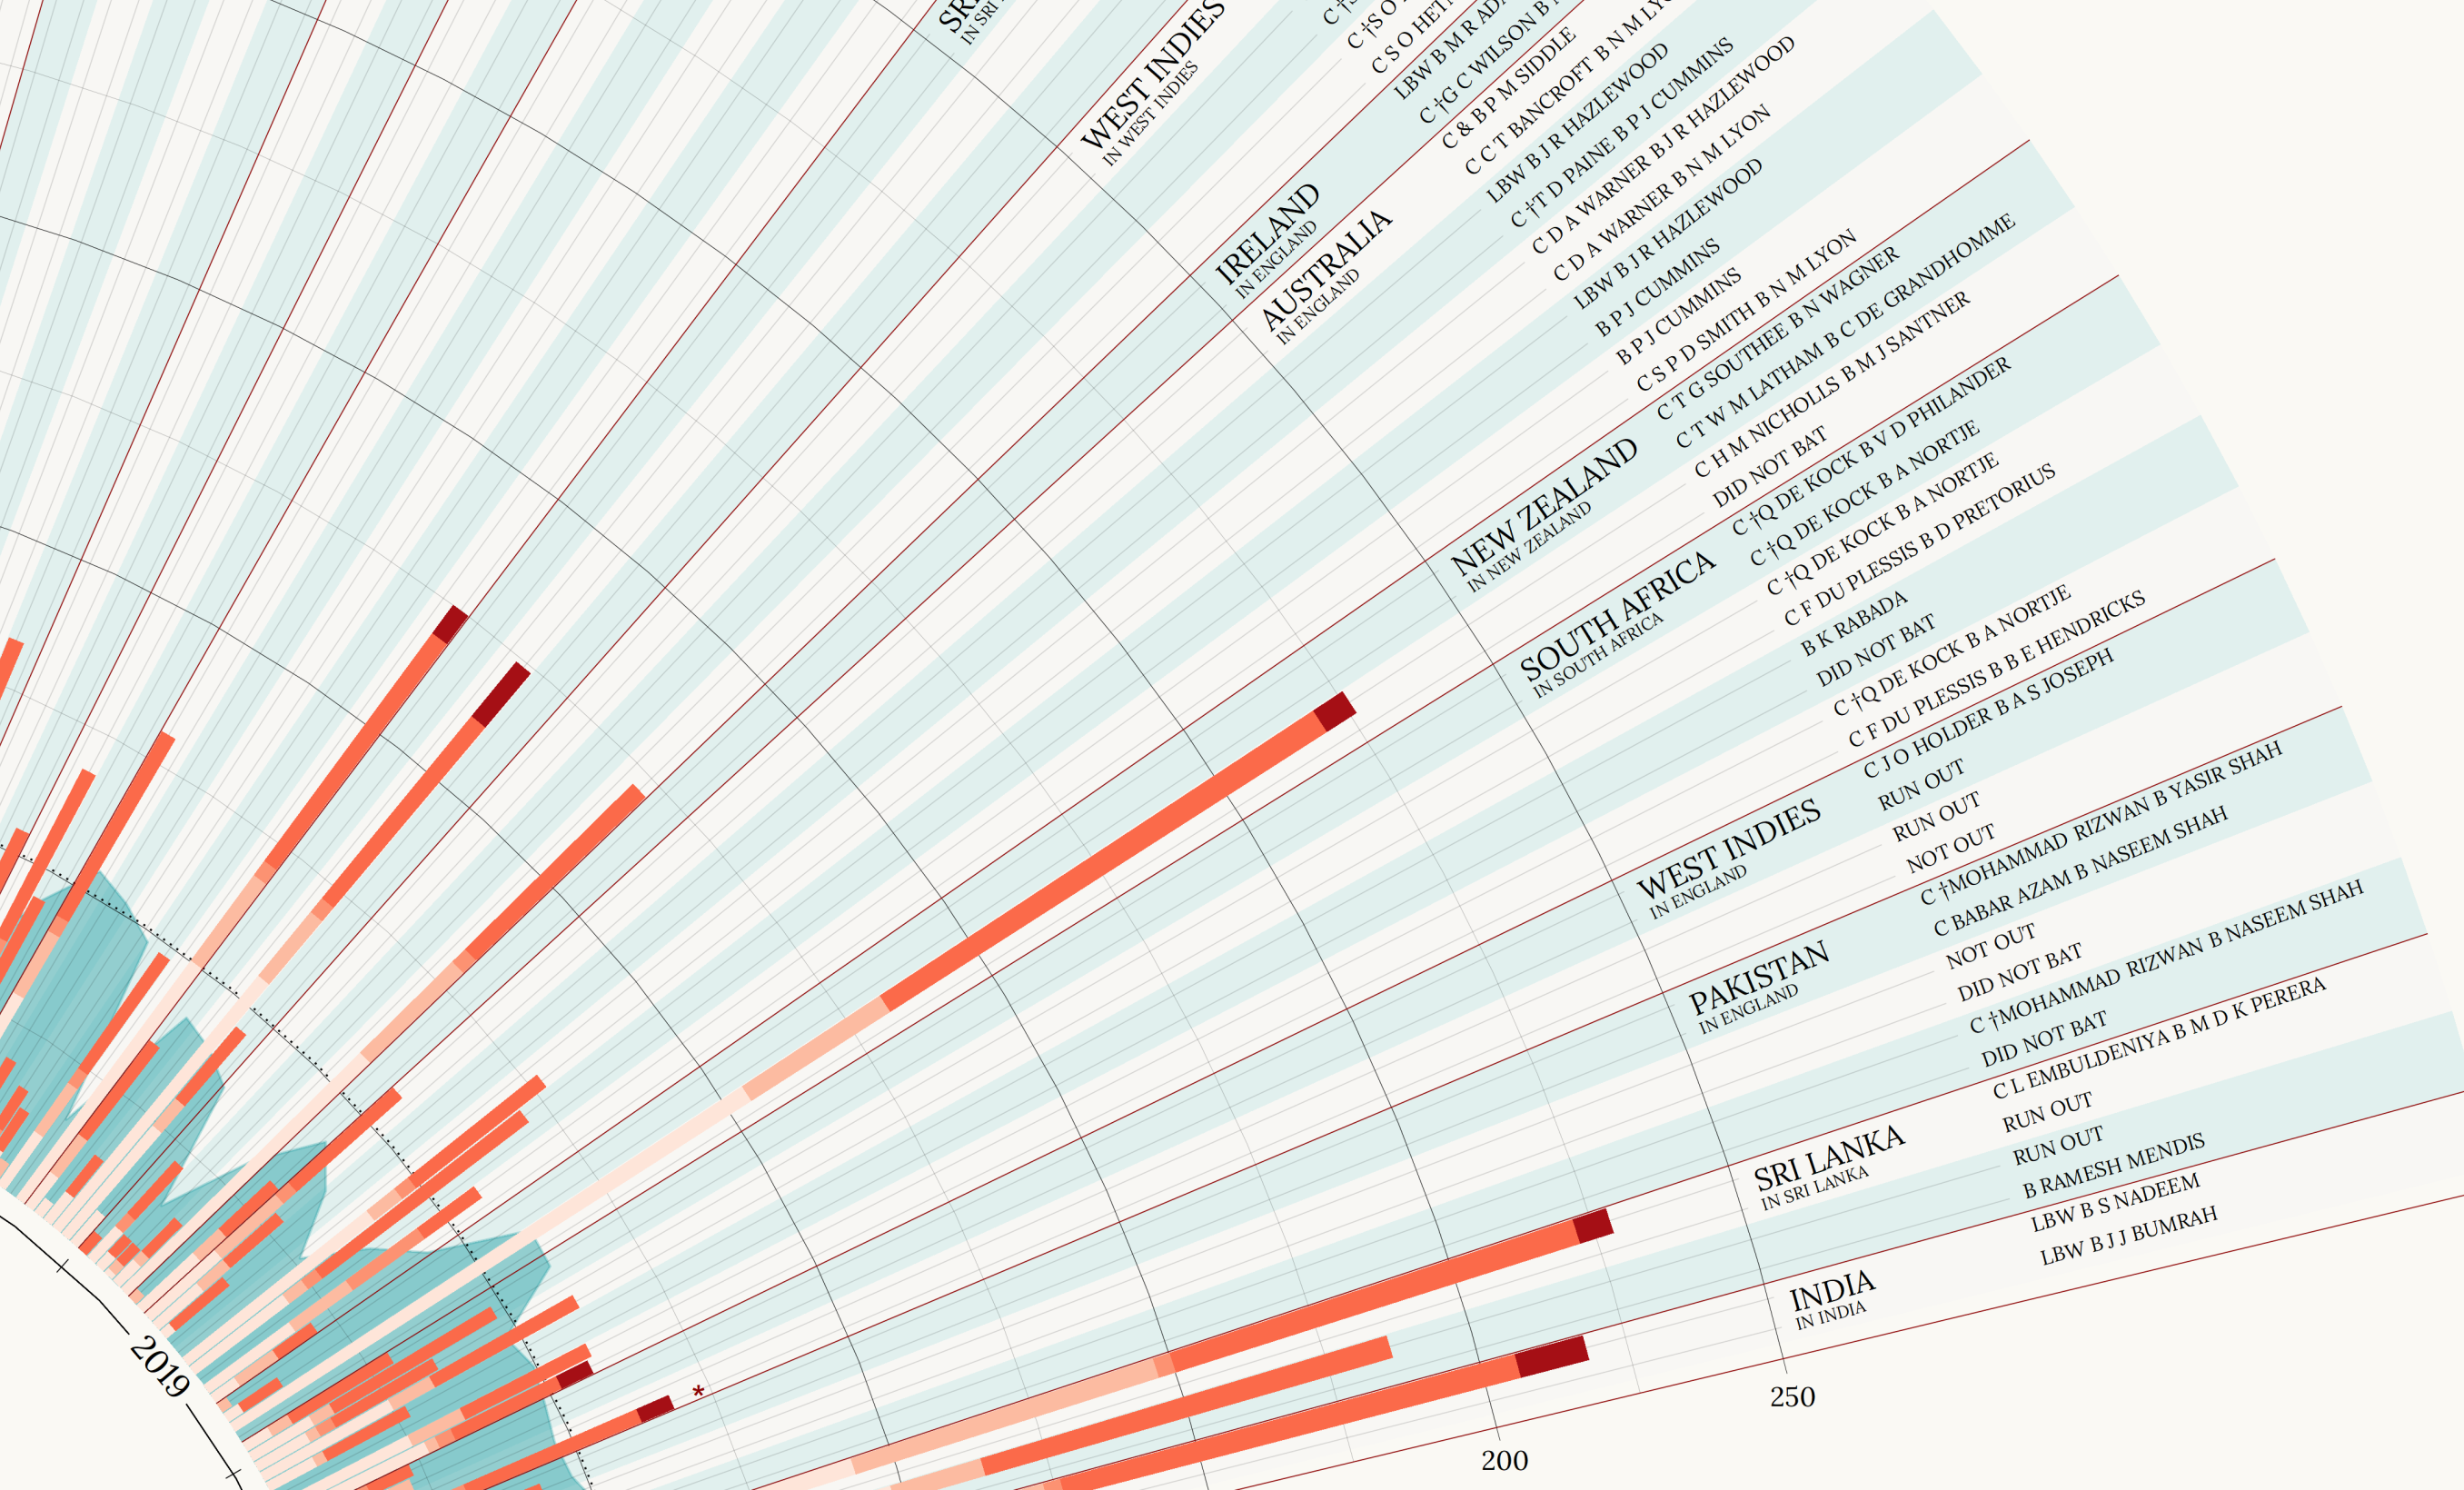 WEST INDIES
IN WEST INDIES
C & B P M SIDDLE
C C T BANCROFT B N M
LBW B J R HAZLEWOOD
C †T D PAINE B P J CUMMINS
C D A WARNER B J R HAZLEWOOD
C D A WARNER B N M LYON
LBW B J R HAZLEWOOD
B P J CUMMINS
B P J CUMMINS
C S P D SMITH B N M LYON
IRELAND
IN ENGLAND
LBW B M R
C †G C WILSON B
AUSTRALIA
IN ENGLAND
NEW ZEALAND
IN NEW ZEALAND
C T G SOUTHEE B N WAGNER
C T W M LATHAM B C DE GRANDHOMME
C H M NICHOLLS B M J SANTNER
DID NOT BAT
SOUTH AFRICA
IN SOUTH AFRICA
C †Q DE KOCK B V D PHILANDER
C †Q DE KOCK B A NORTJE
C †Q DE KOCK B A NORTJE
C F DU PLESSIS B D PRETORIUS
B K RABADA
DID NOT BAT
C †Q DE KOCK B A NORTJE
C F DU PLESSIS B B E HENDRICKS
WEST INDIES
IN ENGLAND
C J O HOLDER B A S JOSEPH
RUN OUT
RUN OUT
NOT OUT
PAKISTAN
IN ENGLAND
C †MOHAMMAD RIZWAN B YASIR SHAH
C BABAR AZAM B NASEEM SHAH
NOT OUT
DID NOT BAT
C †MOHAMMAD RIZWAN B NASEEM SHAH
DID NOT BAT
SRI LANKA
IN SRI LANKA
C L EMBULDENIYA B M D K PERERA
RUN OUT
RUN OUT
B RAMESH MENDIS
INDIA
IN INDIA
LBW B S NADEEM
LBW B J J BUMRAH
*
2019
250
200